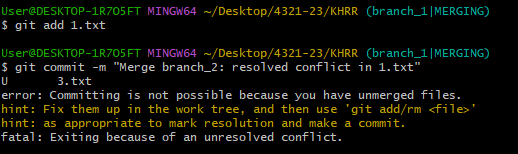 User@DESKTOP-1R7O5FT MINGW64 ~/Desktop/4321-23/KHRR (branch_1|MERGING)
$ git add 1.txt
User@DESKTOP-1R7O5FT MINGW64 ~/Desktop/4321-23/KHRR (branch_1|MERGING)
$ git commit -m "Merge branch_2: resolved conflict in 1.txt"
U       3.txt
error: Committing is not possible because you have unmerged files.
hint: Fix them up in the work tree, and then use 'git add/rm <file>'
hint: as appropriate to mark resolution and make a commit.
fatal: Exiting because of an unresolved conflict.